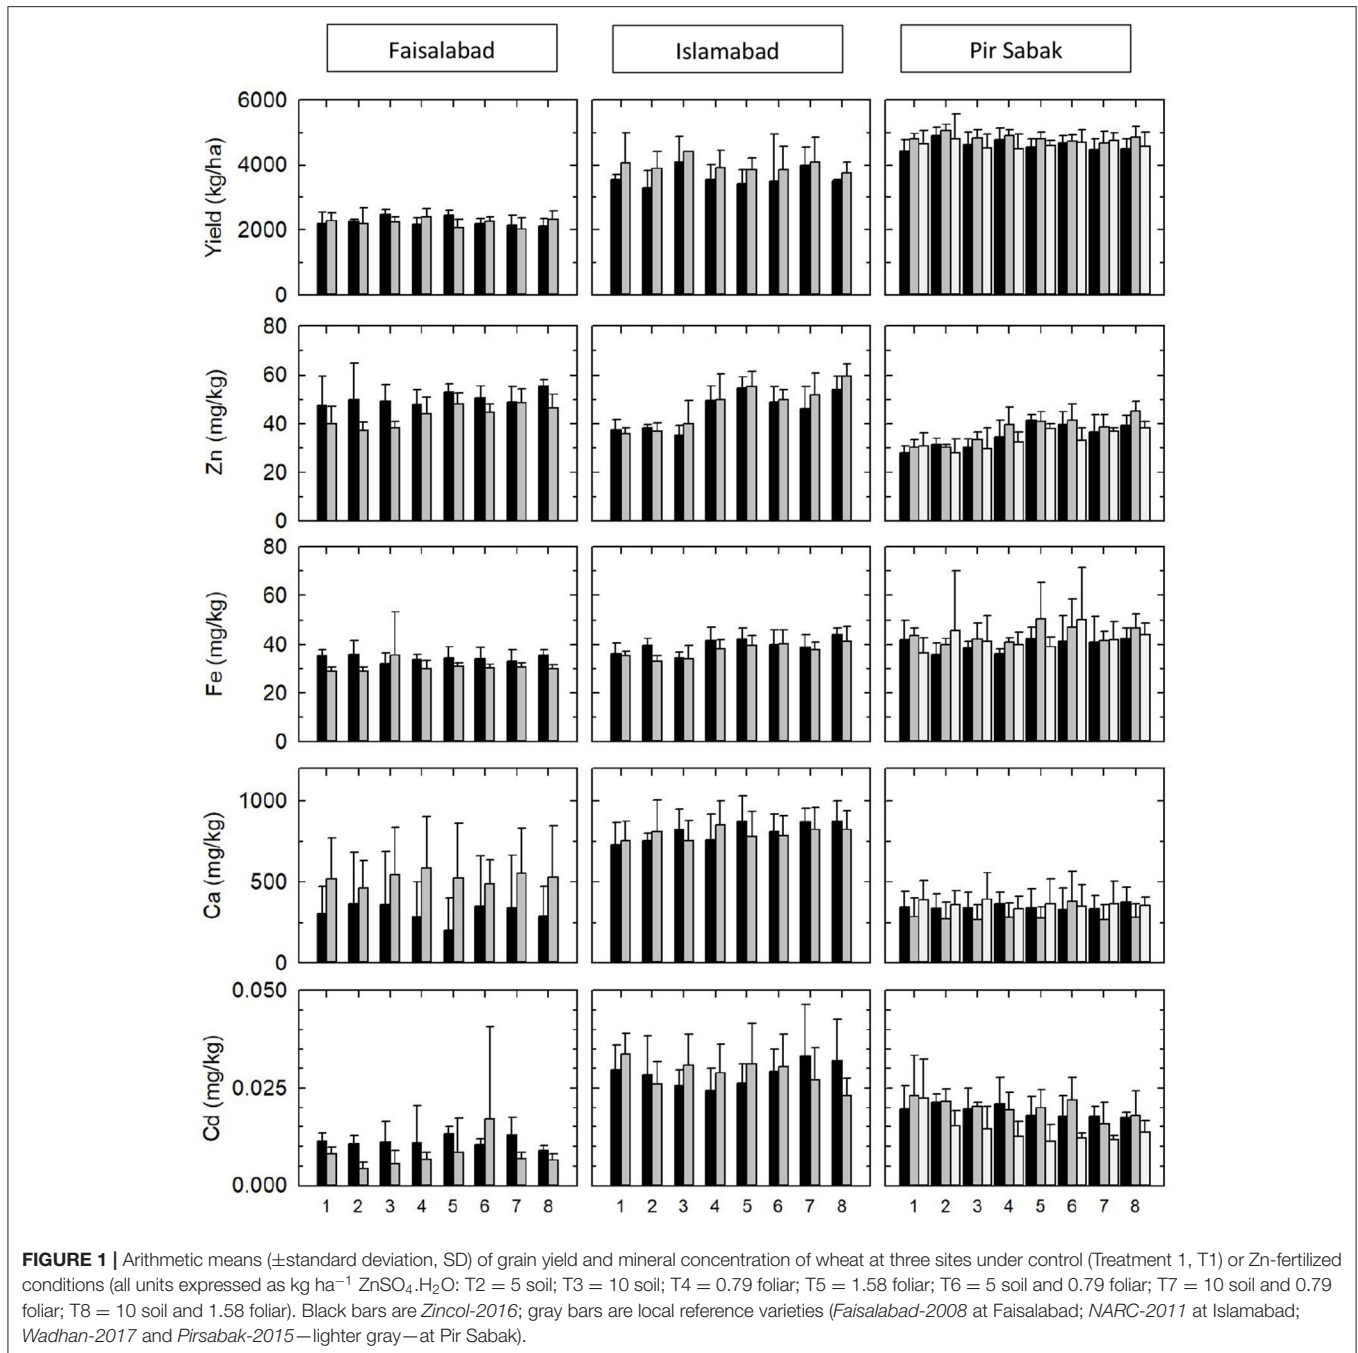 Faisalabad
Islamabad
Pir Sabak
Yield (kg/ha)
6000
4000
2000
0
Zn (mg/kg)
80
60
40
20
0
Fe (mg/kg)
80
60
40
20
0
Ca (mg/kg)
1000
500
0
Cd (mg/kg)
0.050
0.025
0.000
1 2 3 4 5 6 7 8
1 2 3 4 5 6 7 8
1 2 3 4 5 6 7 8
FIGURE 1 | Arithmetic means (±standard deviation, SD) of grain yield and mineral concentration of wheat at three sites under control (Treatment 1, T1) or Zn-fertilized
conditions (all units expressed as kg ha⁻¹ ZnSO₄.H₂O: T2 = 5 soil; T3 = 10 soil; T4 = 0.79 foliar; T5 = 1.58 foliar; T6 = 5 soil and 0.79 foliar; T7 = 10 soil and 0.79
foliar; T8 = 10 soil and 1.58 foliar). Black bars are Zincol-2016; gray bars are local reference varieties (Faisalabad-2008 at Faisalabad; NARC-2011 at Islamabad;
Wadhan-2017 and Pirsabak-2015—lighter gray—at Pir Sabak).